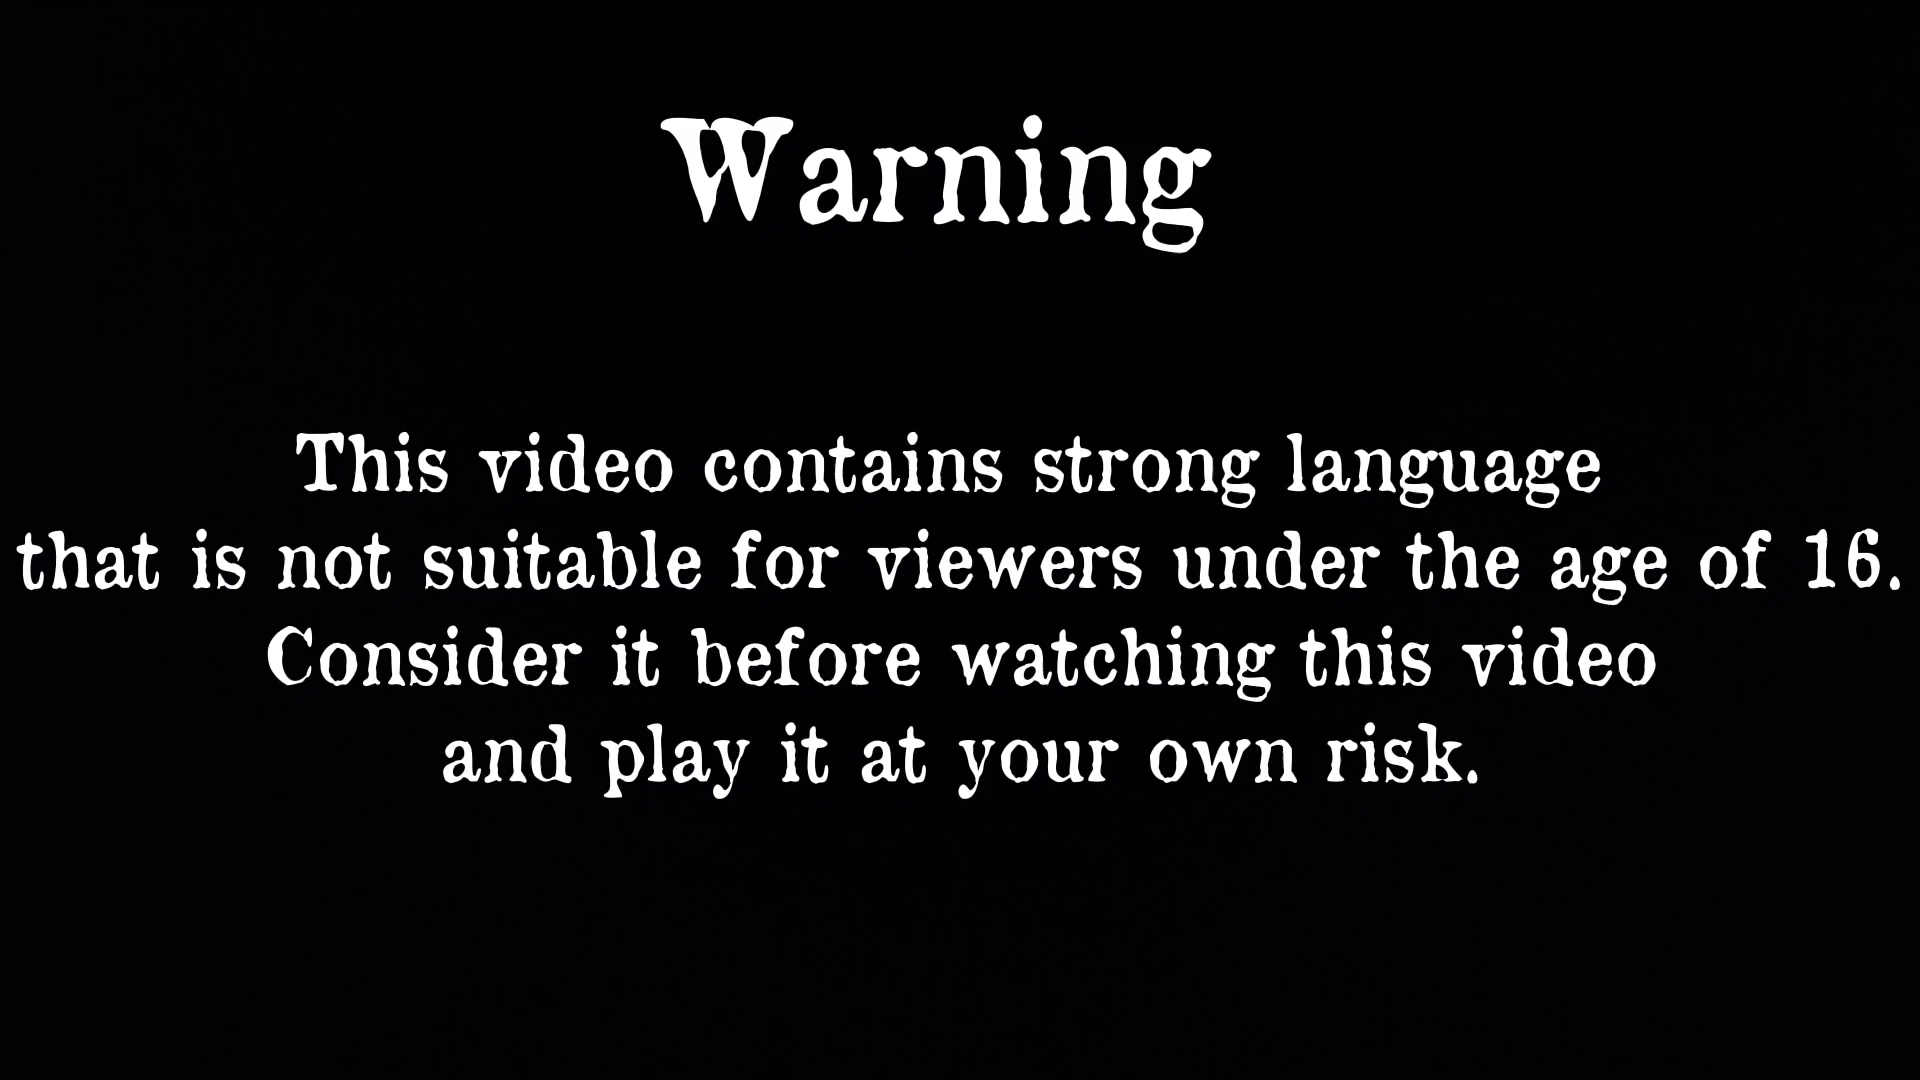 Warning
This video contains strong language
that is not suitable for viewers under the age of 16.
Consider it before watching this video
and play it at your own risk.